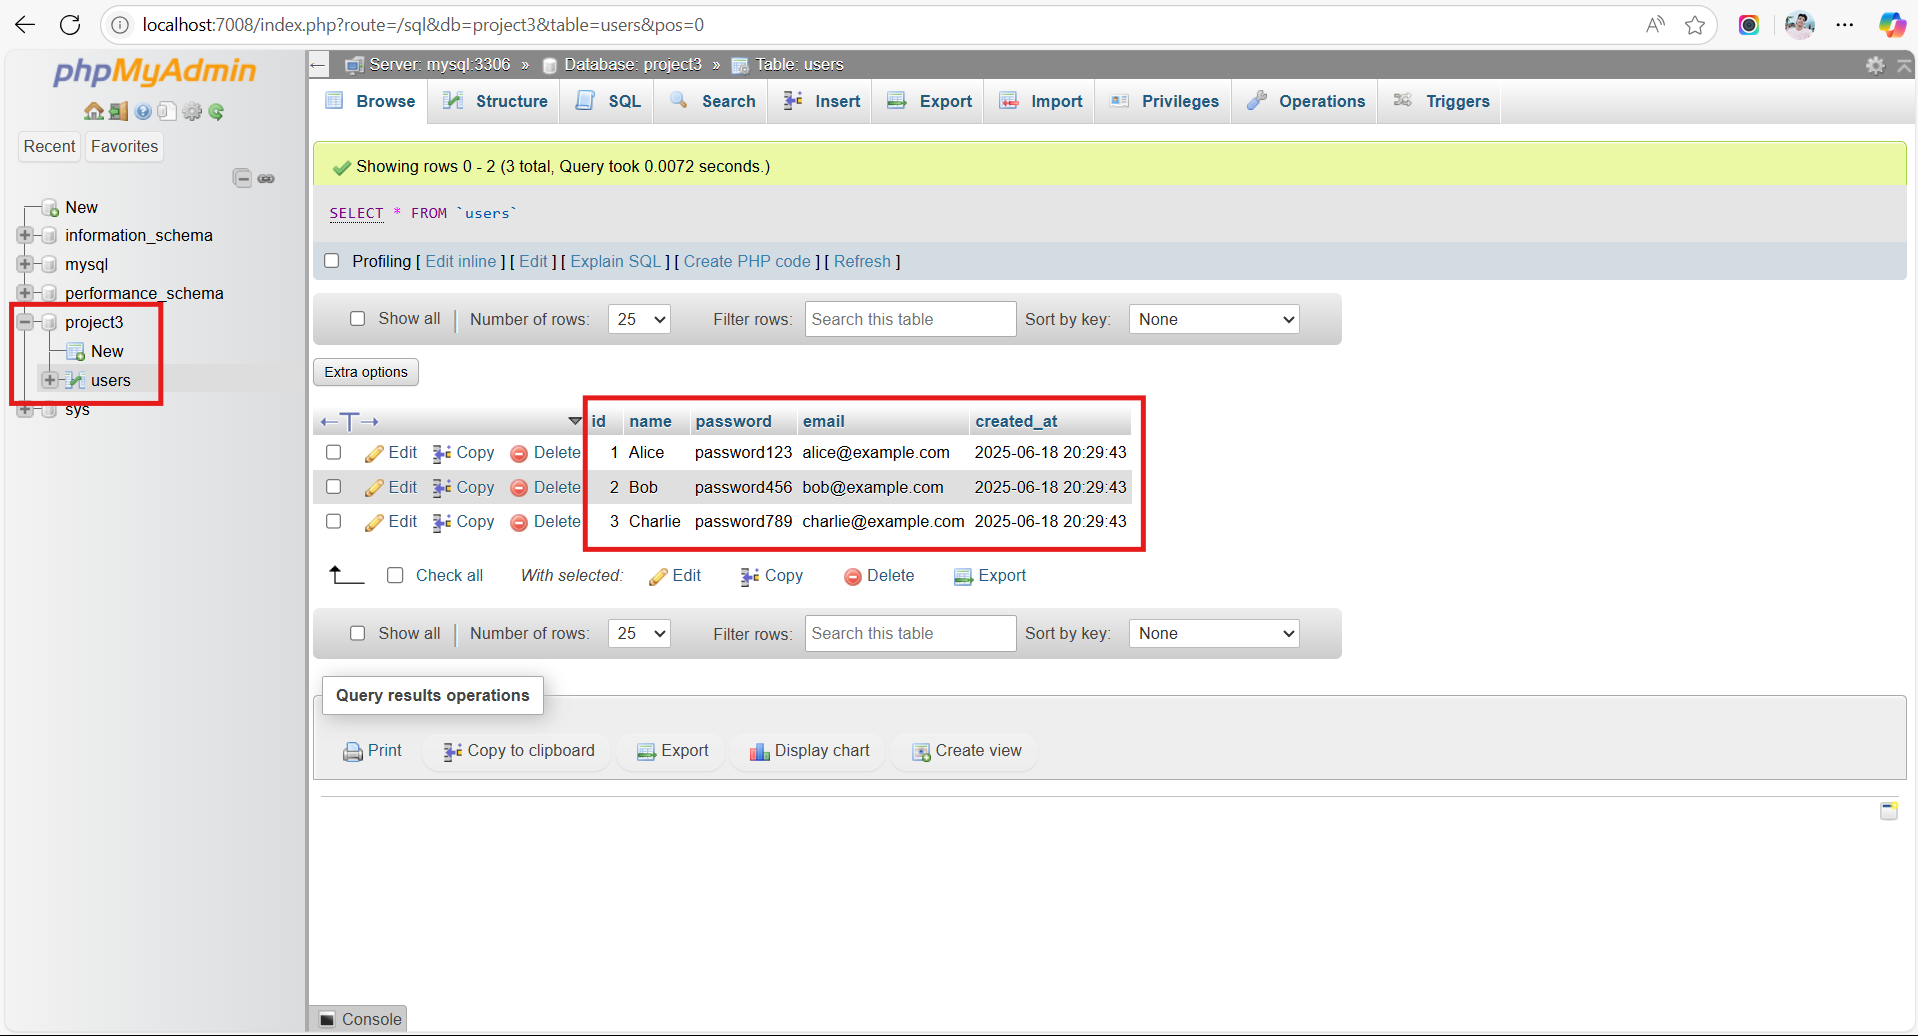 localhost:7008/index.php?route=/sql&db=project3&table=users&pos=0
phpMyAdmin
Recent Favorites
New
information_schema
mysql
performance_schema
project3
New
users
sys
Server: mysql:3306 » Database: project3 » Table: users
Browse Structure SQL Search Insert Export Import Privileges Operations Triggers
Showing rows 0 - 2 (3 total, Query took 0.0072 seconds.)
SELECT * FROM `users`
Profiling [ Edit inline ] [ Edit ] [ Explain SQL ] [ Create PHP code ] [ Refresh ]
Show all Number of rows: 25 Filter rows: Search this table Sort by key: None
Extra options
id name password email created_at
Edit Copy Delete 1 Alice password123 alice@example.com 2025-06-18 20:29:43
Edit Copy Delete 2 Bob password456 bob@example.com 2025-06-18 20:29:43
Edit Copy Delete 3 Charlie password789 charlie@example.com 2025-06-18 20:29:43
Check all With selected: Edit Copy Delete Export
Show all Number of rows: 25 Filter rows: Search this table Sort by key: None
Query results operations
Print Copy to clipboard Export Display chart Create view
Console